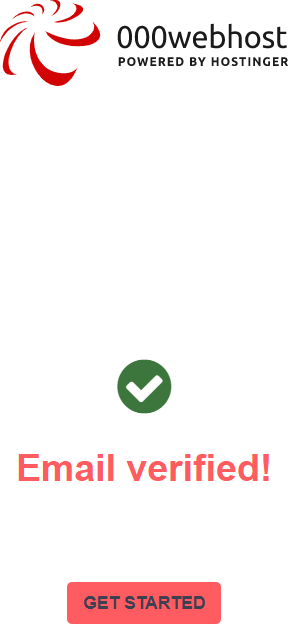 000webhost
POWERED BY HOSTINGER
Email verified!
GET STARTED